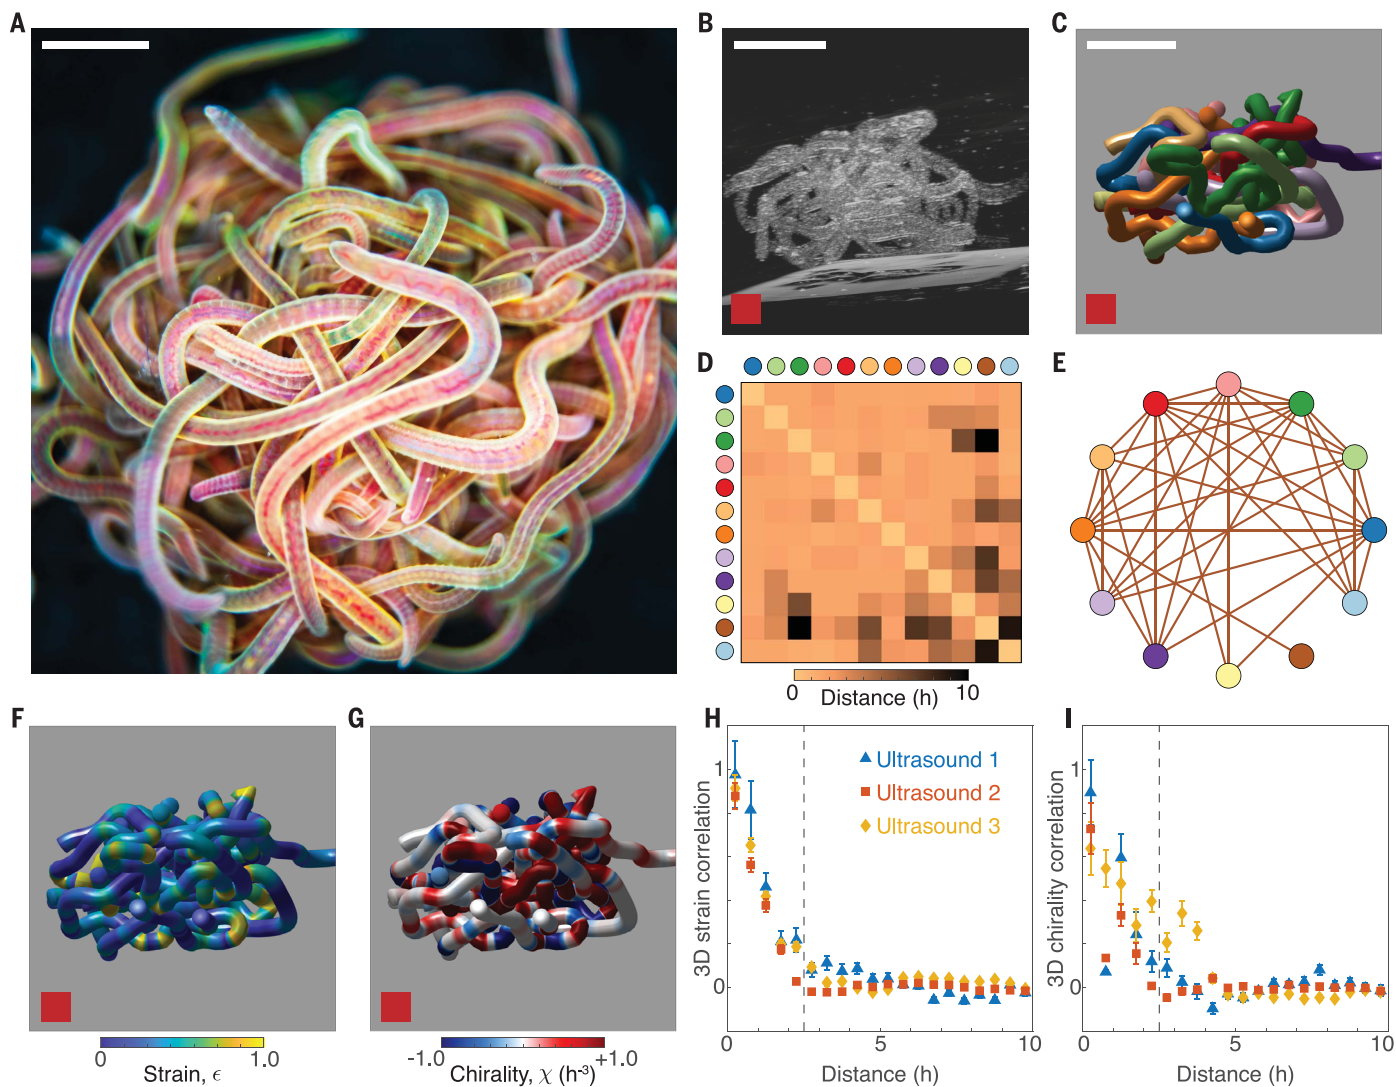 A
B
C
D
E
0
10
Distance (h)
F
G
H
I
0
1.0
Strain, ϵ
-1.0
+1.0
Chirality, χ (h⁻³)
3D strain correlation
1
0
Ultrasound 1
Ultrasound 2
Ultrasound 3
0
5
10
Distance (h)
3D chirality correlation
1
0
0
5
10
Distance (h)